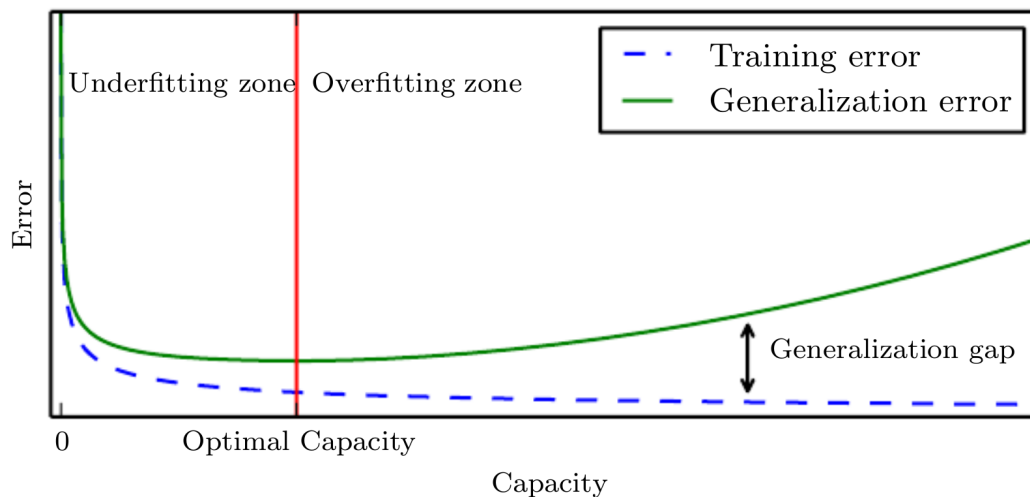 Training error
Underfitting zone Overfitting zone
Generalization error
Error
Generalization gap
0
Optimal Capacity
Capacity